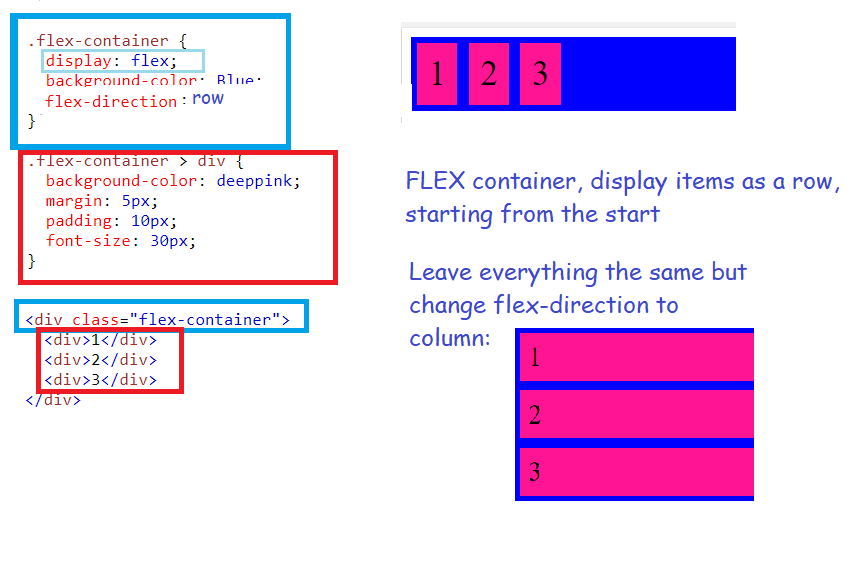 .flex-container {
display: flex;
background-color: Blue;
flex-direction : row
}
.flex-container > div {
background-color: deeppink;
margin: 5px;
padding: 10px;
font-size: 30px;
}
<div class="flex-container">
<div>1</div>
<div>2</div>
<div>3</div>
</div>
1 2 3
FLEX container, display items as a row,
starting from the start
Leave everything the same but
change flex-direction to
column:
1
2
3